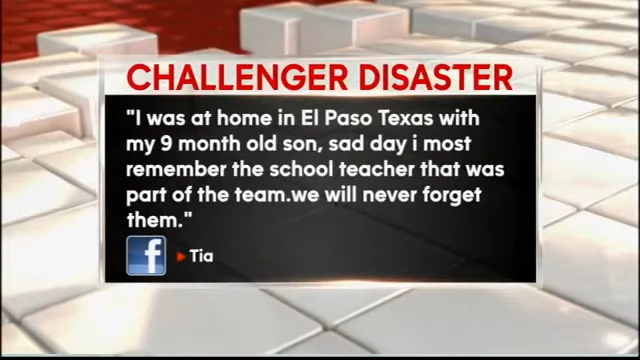 CHALLENGER DISASTER
"I was at home in El Paso Texas with
my 9 month old son, sad day i most
remember the school teacher that was
part of the team.we will never forget
them."
f
Tia